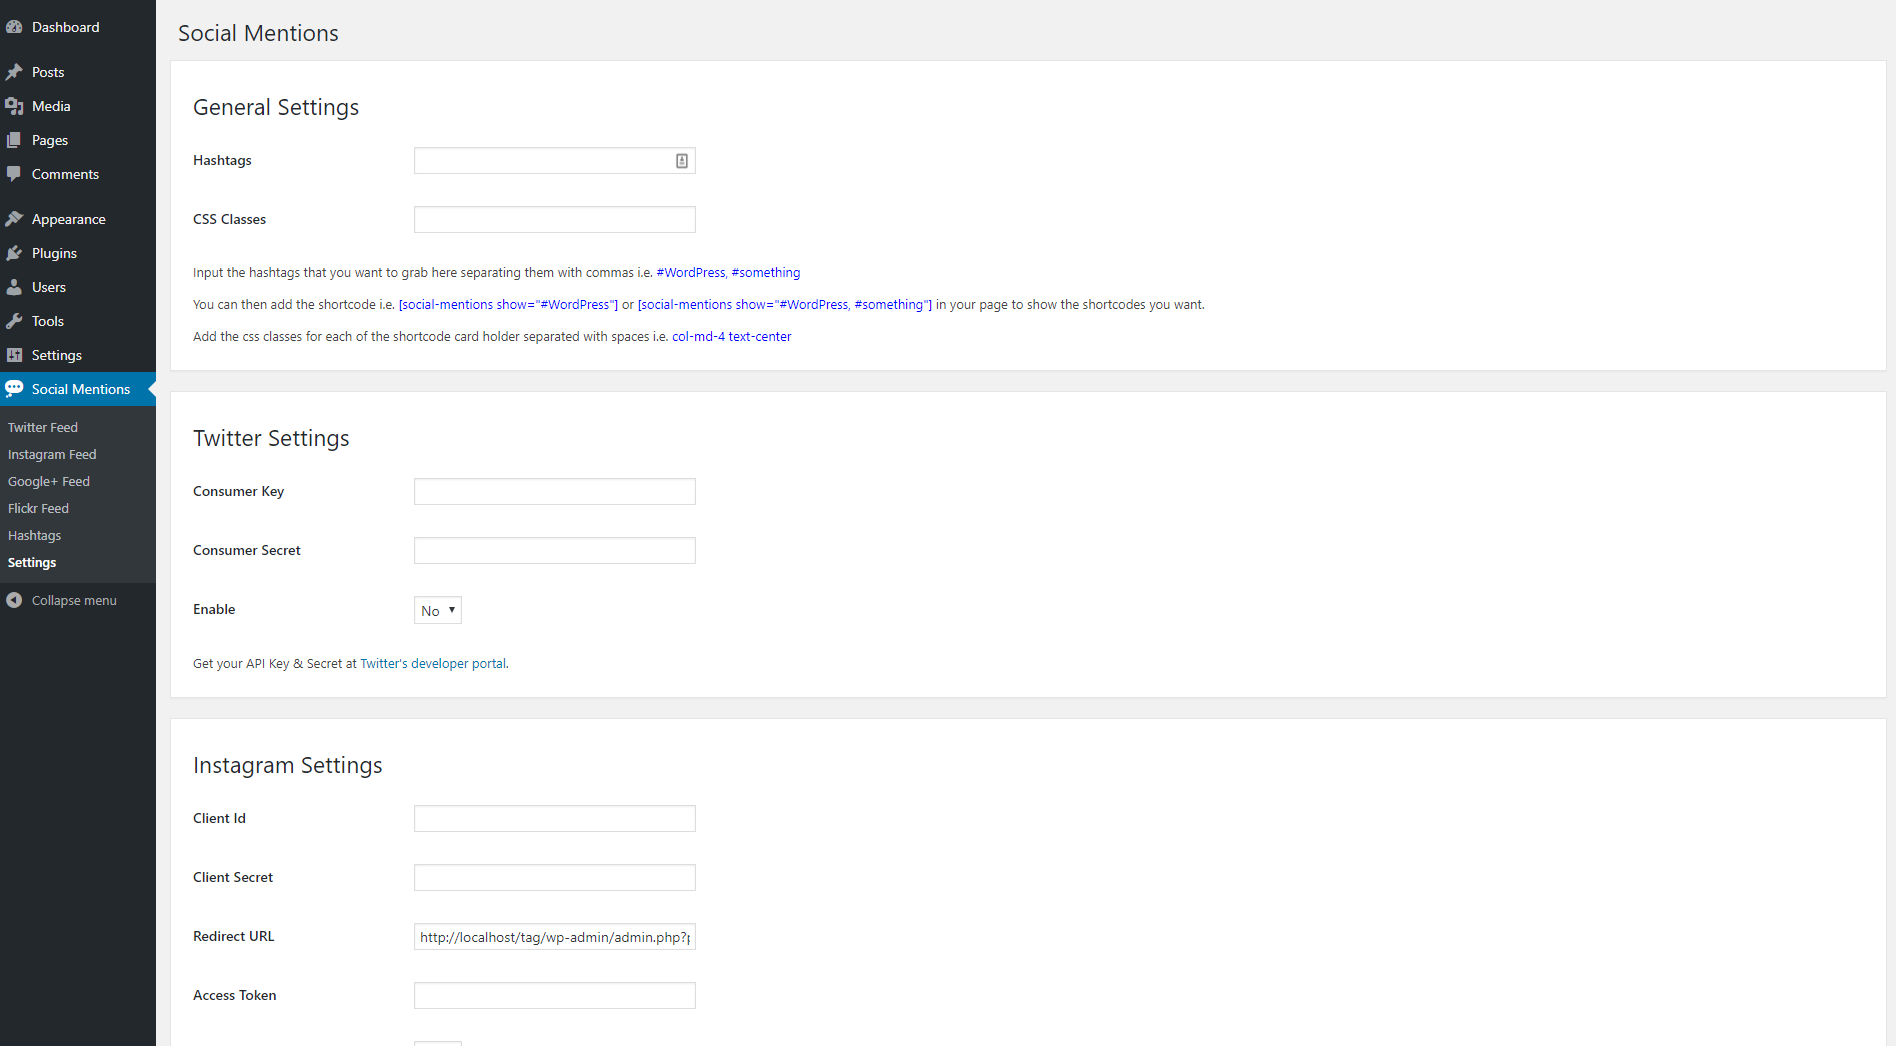 Dashboard
Posts
Media
Pages
Comments
Appearance
Plugins
Users
Tools
Settings
Social Mentions
Twitter Feed
Instagram Feed
Google+ Feed
Flickr Feed
Hashtags
Settings
Collapse menu
Social Mentions
General Settings
Hashtags
CSS Classes
Input the hashtags that you want to grab here separating them with commas i.e. #WordPress, #something
You can then add the shortcode i.e. [social-mentions show="#WordPress"] or [social-mentions show="#WordPress, #something"] in your page to show the shortcodes you want.
Add the css classes for each of the shortcode card holder separated with spaces i.e. col-md-4 text-center
Twitter Settings
Consumer Key
Consumer Secret
Enable No
Get your API Key & Secret at Twitter's developer portal.
Instagram Settings
Client Id
Client Secret
Redirect URL http://localhost/tag/wp-admin/admin.php?p
Access Token